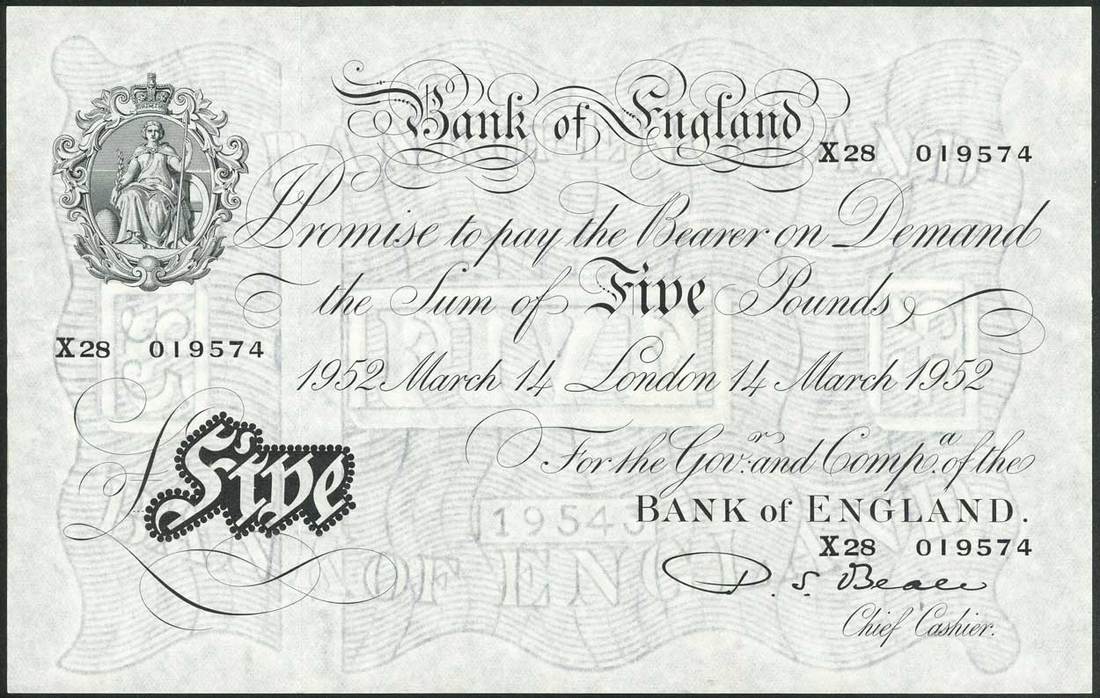 Bank of England
X28 019574
I Promise to pay the Bearer on Demand
the Sum of Five Pounds
X28 019574
1952 March 14 London 14 March 1952
For the Gov.r and Comp.a of the
BANK of ENGLAND.
£Five
X28 019574
P. S. Beale
Chief Cashier.